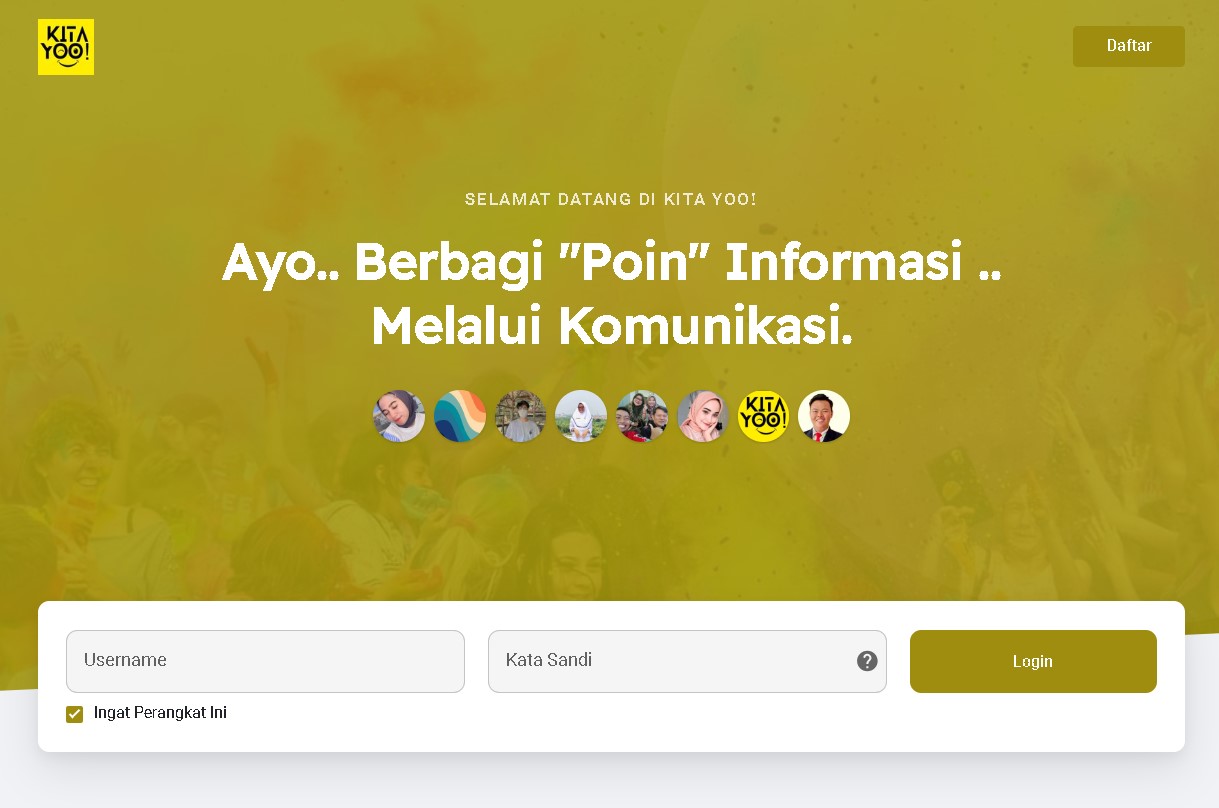 KITA
YOO!
Daftar
SELAMAT DATANG DI KITA YOO!
Ayo.. Berbagi "Poin" Informasi ..
Melalui Komunikasi.
KITA
YOO!
Username
Kata Sandi
?
Login
Ingat Perangkat Ini